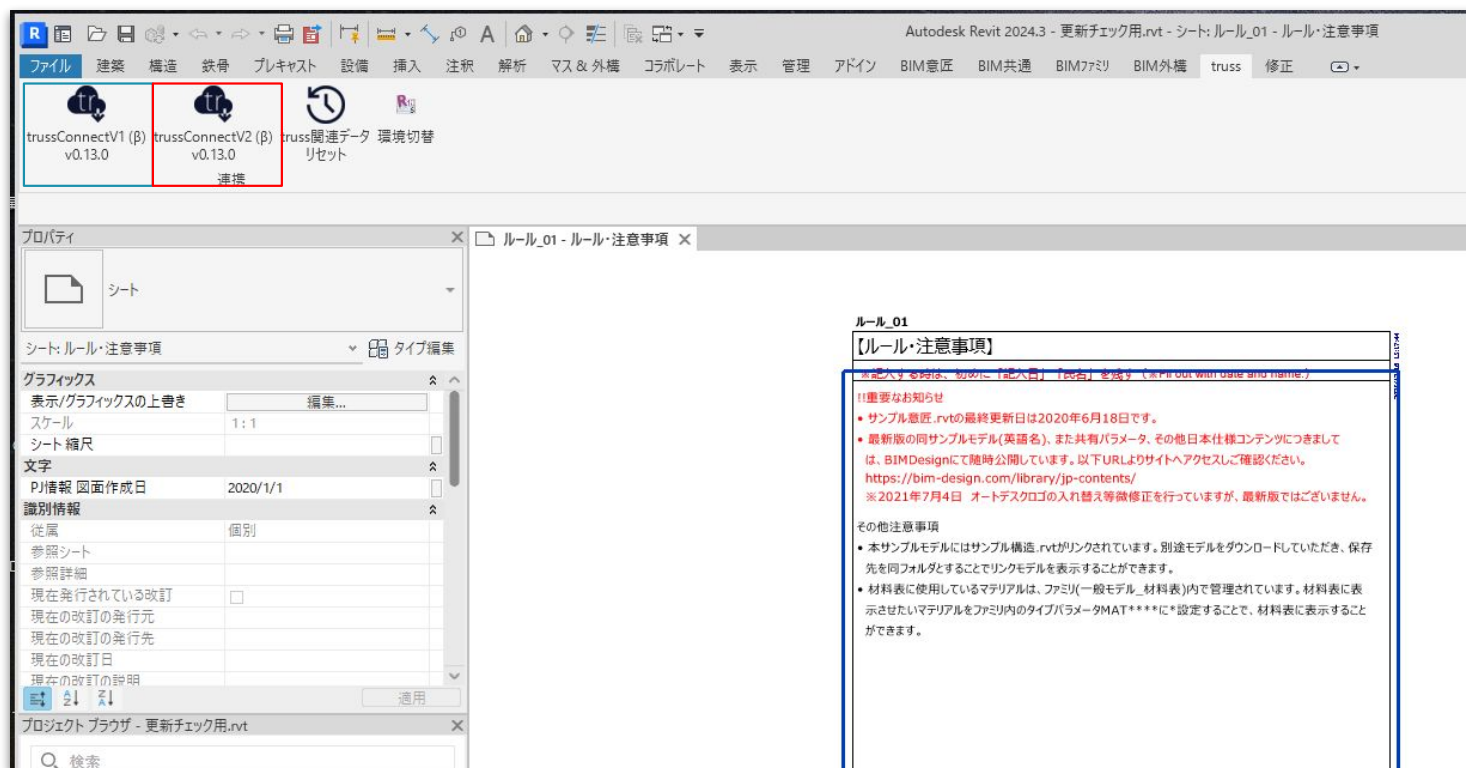 Autodesk Revit 2024.3 - 更新チェック用.rvt - シート: ルール_01 - ルール・注意事項
ファイル 建築 構造 鉄骨 プレキャスト 設備 挿入 注釈 解析 マス & 外構 コラボレート 表示 管理 アドイン BIM意匠 BIM共通 BIMファミリ BIM外構 truss 修正
trussConnectV1 (β) trussConnectV2 (β) truss関連データ 環境切替
v0.13.0 v0.13.0 リセット
連携
プロパティ
ルール_01 - ルール・注意事項
シート
シート: ルール・注意事項
タイプ編集
グラフィックス
表示/グラフィックスの上書き 編集...
スケール 1 : 1
シート 縮尺
文字
PJ情報 図面作成日 2020/1/1
識別情報
従属 個別
参照シート
参照詳細
現在発行されている改訂
現在の改訂の発行元
現在の改訂の発行先
現在の改訂日
現在の改訂の説明
適用
プロジェクト ブラウザ - 更新チェック用.rvt
検索
ルール_01
【ルール・注意事項】
※記入する時は、初めに「記入日」「氏名」を残す（※Fill out with date and name.）
!!重要なお知らせ
• サンプル意匠.rvtの最終更新日は2020年6月18日です。
• 最新版の同サンプルモデル(英語名)、また共有パラメータ、その他日本仕様コンテンツにつきまして
は、BIMDesignにて随時公開しています。以下URLよりサイトへアクセスしご確認ください。
https://bim-design.com/library/jp-contents/
※2021年7月4日 オートデスクロゴの入れ替え等微修正を行っていますが、最新版ではございません。
その他注意事項
• 本サンプルモデルにはサンプル構造.rvtがリンクされています。別途モデルをダウンロードしていただき、保存
先を同フォルダとすることでリンクモデルを表示することができます。
• 材料表に使用しているマテリアルは、ファミリ(一般モデル_材料表)内で管理されています。材料表に表
示させたいマテリアルをファミリ内のタイプパラメータMAT****に*設定することで、材料表に表示すること
ができます。